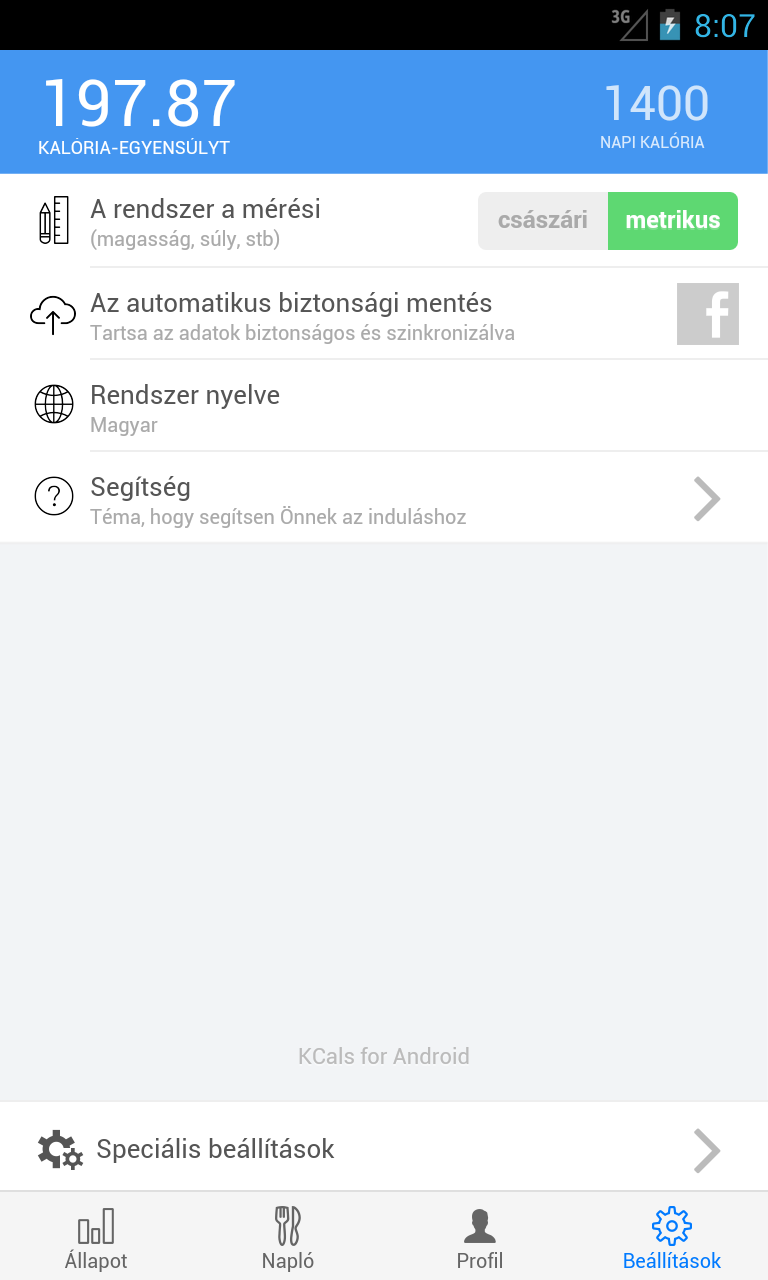 3G 8:07
197.87
KALÓRIA-EGYENSÚLYT
1400
NAPI KALÓRIA
A rendszer a mérési
(magasság, súly, stb)
császári metrikus
Az automatikus biztonsági mentés
Tartsa az adatok biztonságos és szinkronizálva
f
Rendszer nyelve
Magyar
Segítség
Téma, hogy segítsen Önnek az induláshoz
?
KCals for Android
Speciális beállítások
Állapot
Napló
Profil
Beállítások